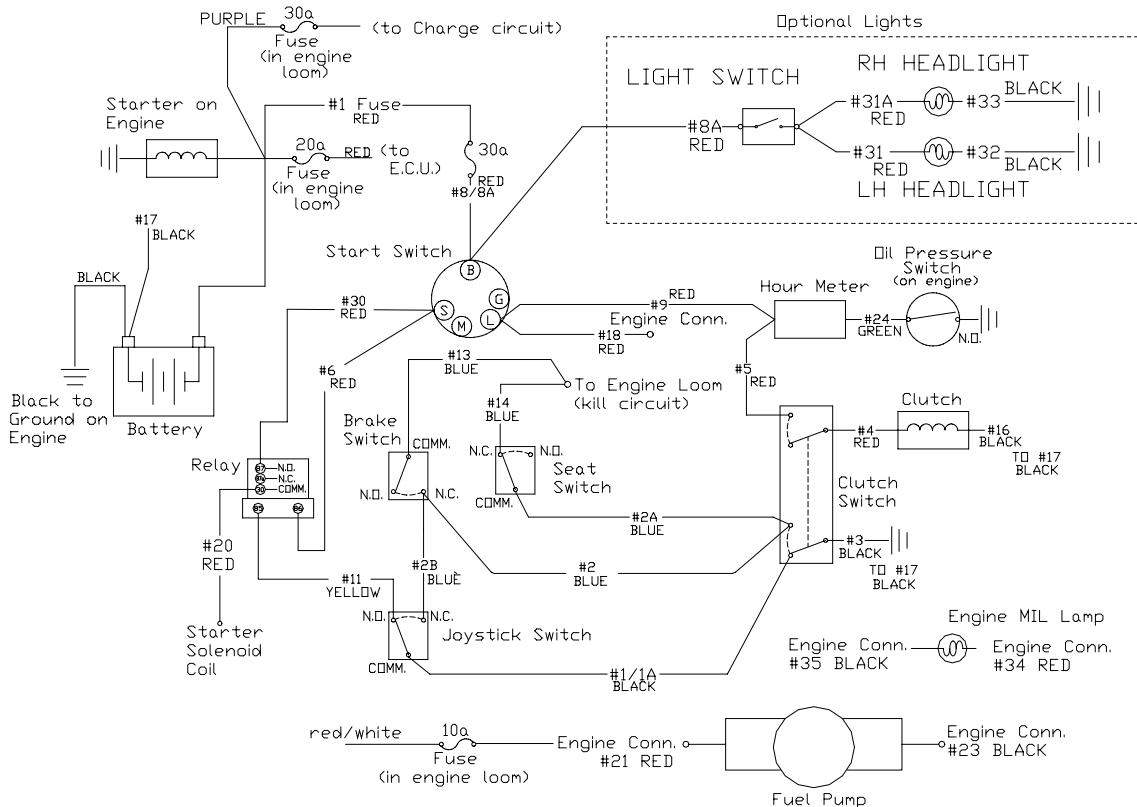 PURPLE
30a
Fuse
(in engine
loom)
(to Charge circuit)
Optional Lights
LIGHT SWITCH
RH HEADLIGHT
#8A
RED
#31A
RED
#33
BLACK
#31
RED
#32
BLACK
LH HEADLIGHT
Starter on
Engine
#1 Fuse
RED
20a
Fuse
(in engine
loom)
RED
(to
E.C.U.)
30a
RED
#8/8A
#17
BLACK
BLACK
Start Switch
B
G
L
M
S
#30
RED
#6
RED
#9
RED
Engine Conn.
#18
RED
Hour Meter
Oil Pressure
Switch
(on engine)
#24
GREEN
N.O.
#5
RED
Black to
Ground on
Engine
Battery
#13
BLUE
To Engine Loom
(kill circuit)
#14
BLUE
Brake
Switch
COMM.
N.O.
N.C.
N.C.
N.O.
Seat
Switch
COMM.
Clutch
#4
RED
#16
BLACK
TO #17
BLACK
Clutch
Switch
#3
BLACK
TO #17
BLACK
Relay
87
N.O.
87A
N.C.
30
COMM.
85
86
#20
RED
Starter
Solenoid
Coil
#2A
BLUE
#2
BLUE
#2B
BLUE
#11
YELLOW
N.O.
N.C.
Joystick Switch
COMM.
#1/1A
BLACK
Engine MIL Lamp
Engine Conn.
#35 BLACK
Engine Conn.
#34 RED
red/white
10a
Fuse
(in engine loom)
Engine Conn.
#21 RED
Engine Conn.
#23 BLACK
Fuel Pump